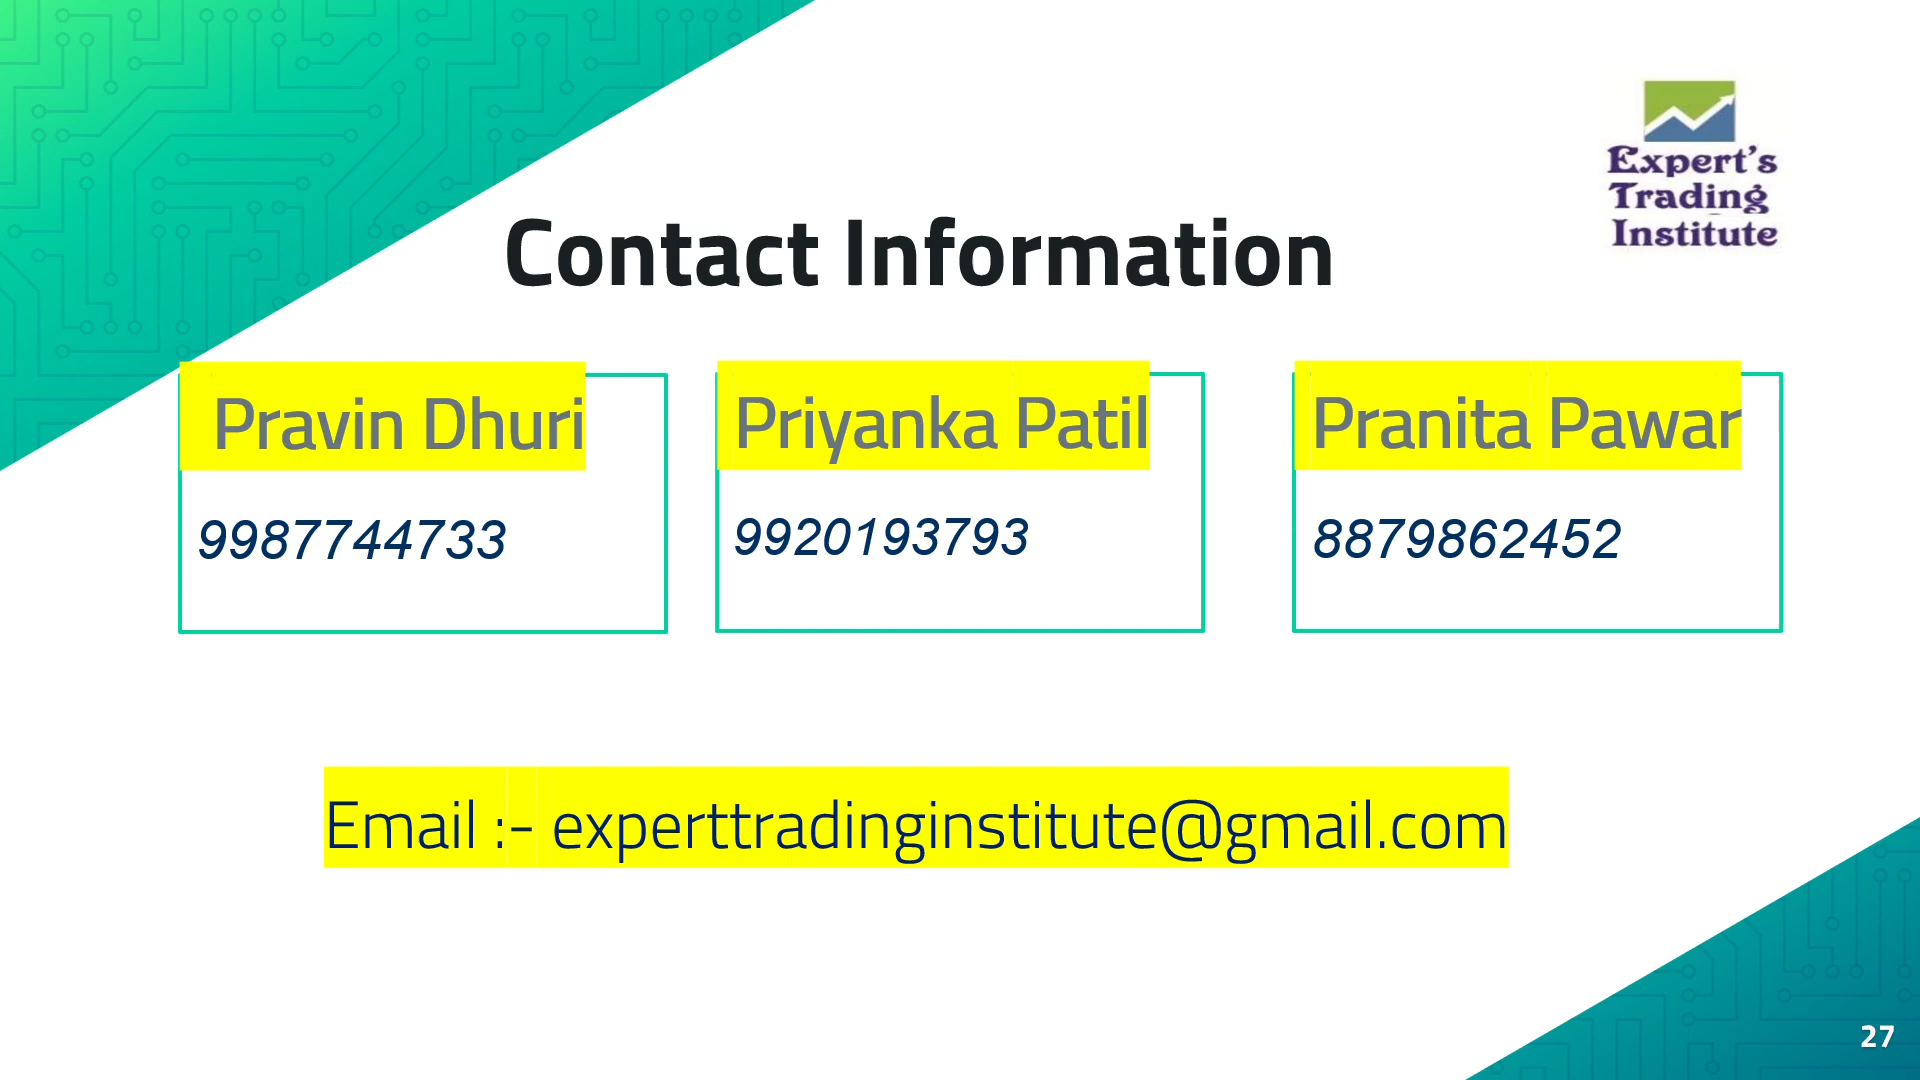 Expert's
Trading
Institute
Contact Information
Pravin Dhuri
9987744733
Priyanka Patil
9920193793
Pranita Pawar
8879862452
Email :- experttradinginstitute@gmail.com
27